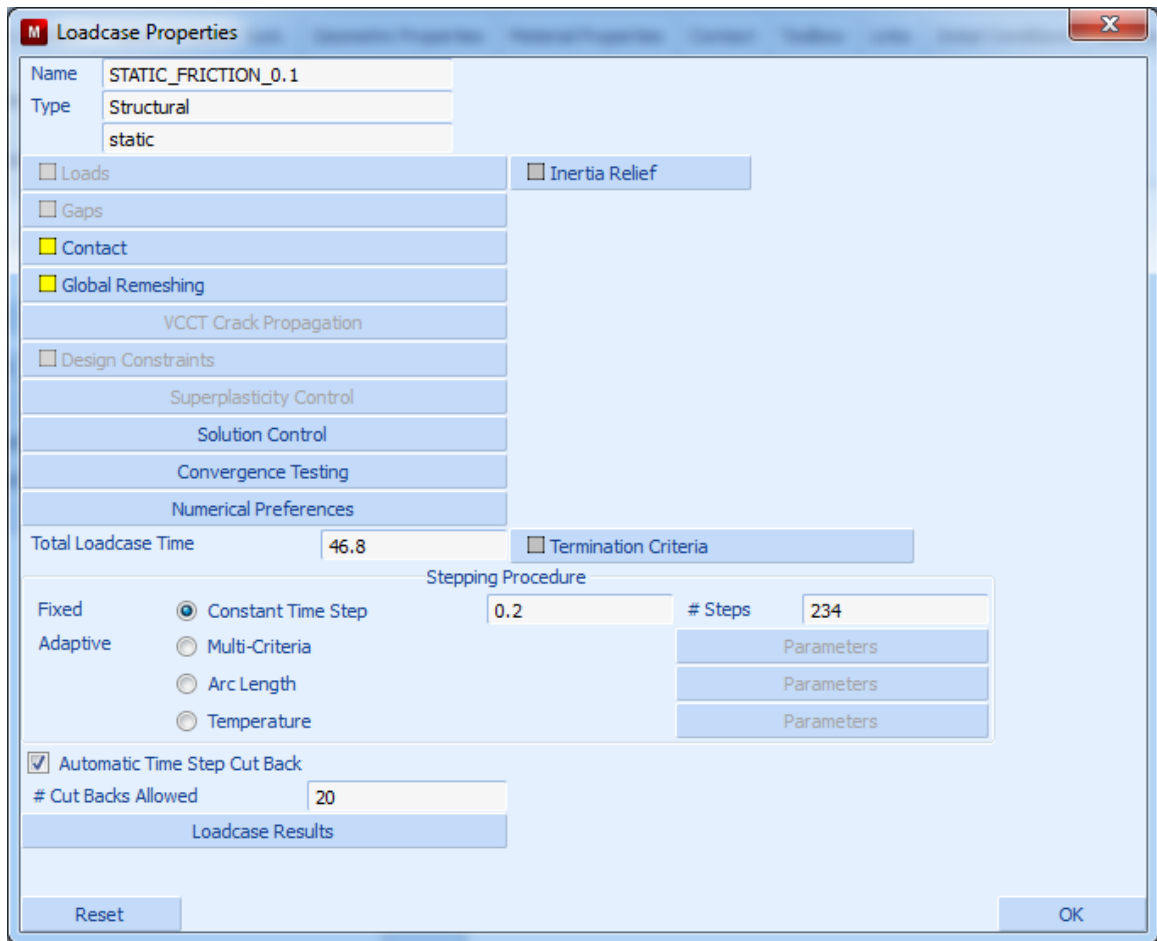 M Loadcase Properties X
Name STATIC_FRICTION_0.1
Type Structural
static
Loads Inertia Relief
Gaps
Contact
Global Remeshing
VCCT Crack Propagation
Design Constraints
Superplasticity Control
Solution Control
Convergence Testing
Numerical Preferences
Total Loadcase Time 46.8 Termination Criteria
Stepping Procedure
Fixed Constant Time Step 0.2 # Steps 234
Adaptive Multi-Criteria Parameters
Arc Length Parameters
Temperature Parameters
Automatic Time Step Cut Back
# Cut Backs Allowed 20
Loadcase Results
Reset OK